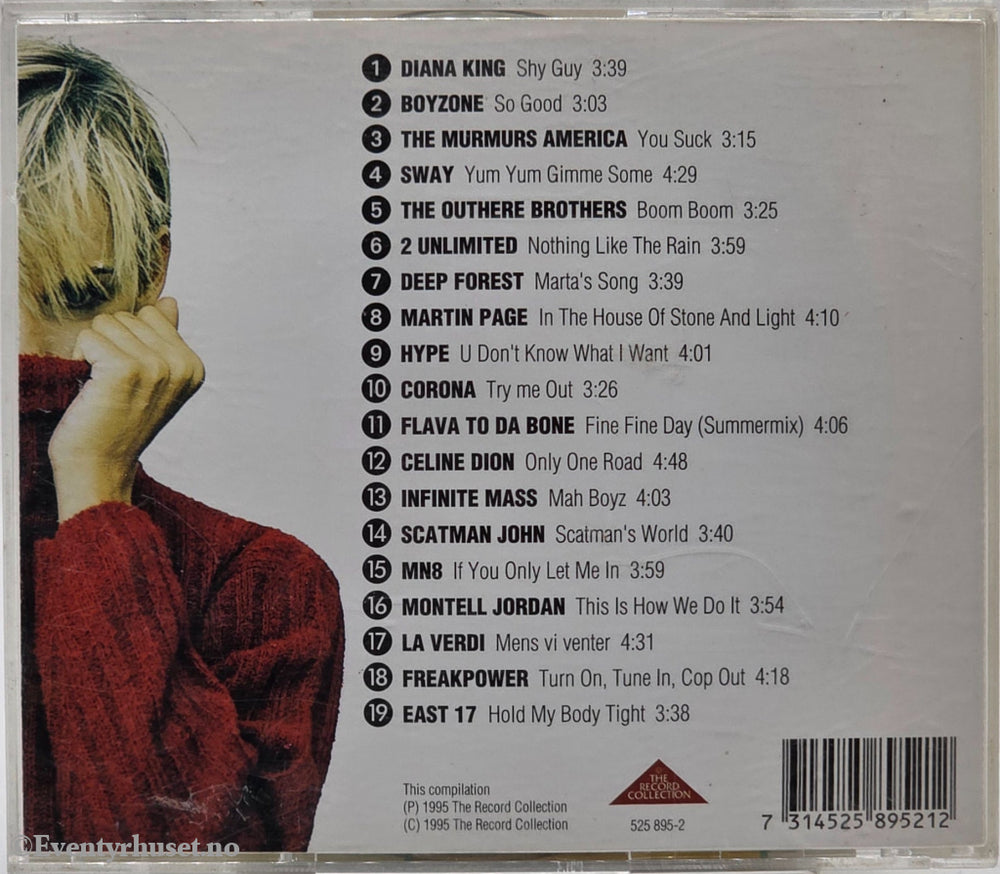 1 DIANA KING Shy Guy 3:39
2 BOYZONE So Good 3:03
3 THE MURMURS AMERICA You Suck 3:15
4 SWAY Yum Yum Gimme Some 4:29
5 THE OUTHERE BROTHERS Boom Boom 3:25
6 2 UNLIMITED Nothing Like The Rain 3:59
7 DEEP FOREST Marta's Song 3:39
8 MARTIN PAGE In The House Of Stone And Light 4:10
9 HYPE U Don't Know What I Want 4:01
10 CORONA Try me Out 3:26
11 FLAVA TO DA BONE Fine Fine Day (Summermix) 4:06
12 CELINE DION Only One Road 4:48
13 INFINITE MASS Mah Boyz 4:03
14 SCATMAN JOHN Scatman's World 3:40
15 MN8 If You Only Let Me In 3:59
16 MONTELL JORDAN This Is How We Do It 3:54
17 LA VERDI Mens vi venter 4:31
18 FREAKPOWER Turn On, Tune In, Cop Out 4:18
19 EAST 17 Hold My Body Tight 3:38
This compilation
(P) 1995 The Record Collection
(C) 1995 The Record Collection
THE
RECORD
COLLECTION
525 895-2
7 314525 895212
©Eventyrhuset.no